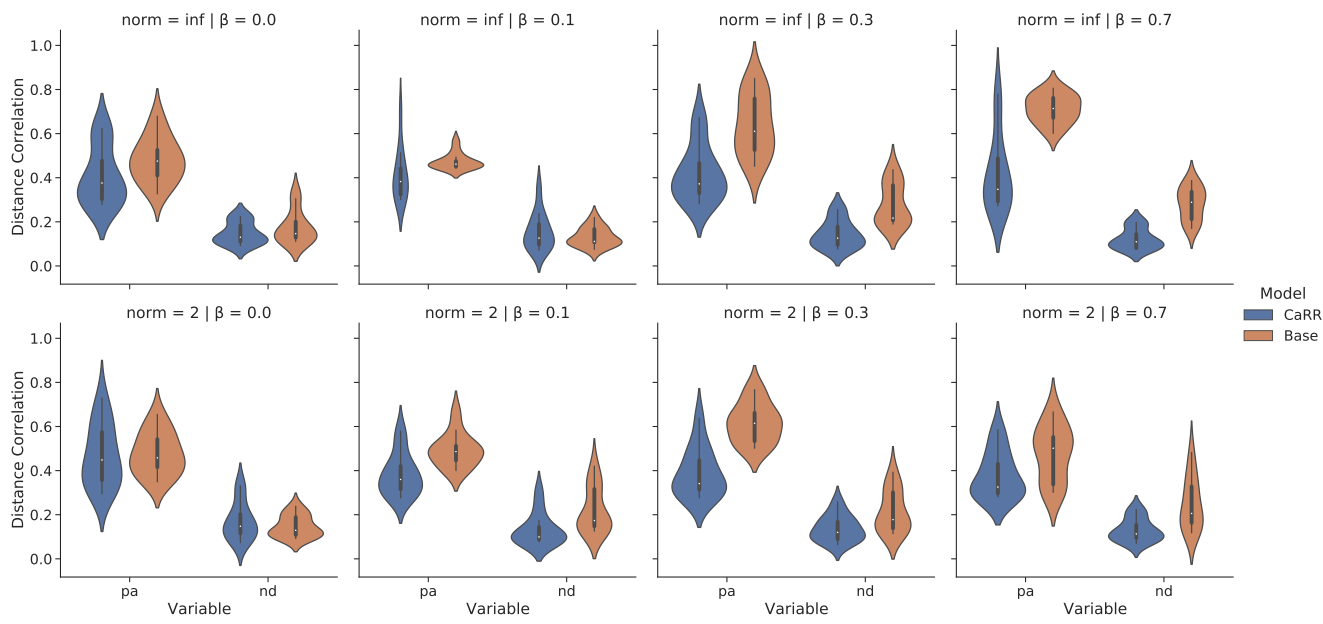 norm = inf | β = 0.0
norm = inf | β = 0.1
norm = inf | β = 0.3
norm = inf | β = 0.7
Distance Correlation
1.0
0.8
0.6
0.4
0.2
0.0
norm = 2 | β = 0.0
norm = 2 | β = 0.1
norm = 2 | β = 0.3
norm = 2 | β = 0.7
Distance Correlation
1.0
0.8
0.6
0.4
0.2
0.0
pa nd
pa nd
pa nd
pa nd
Variable
Variable
Variable
Variable
Model
CaRR
Base